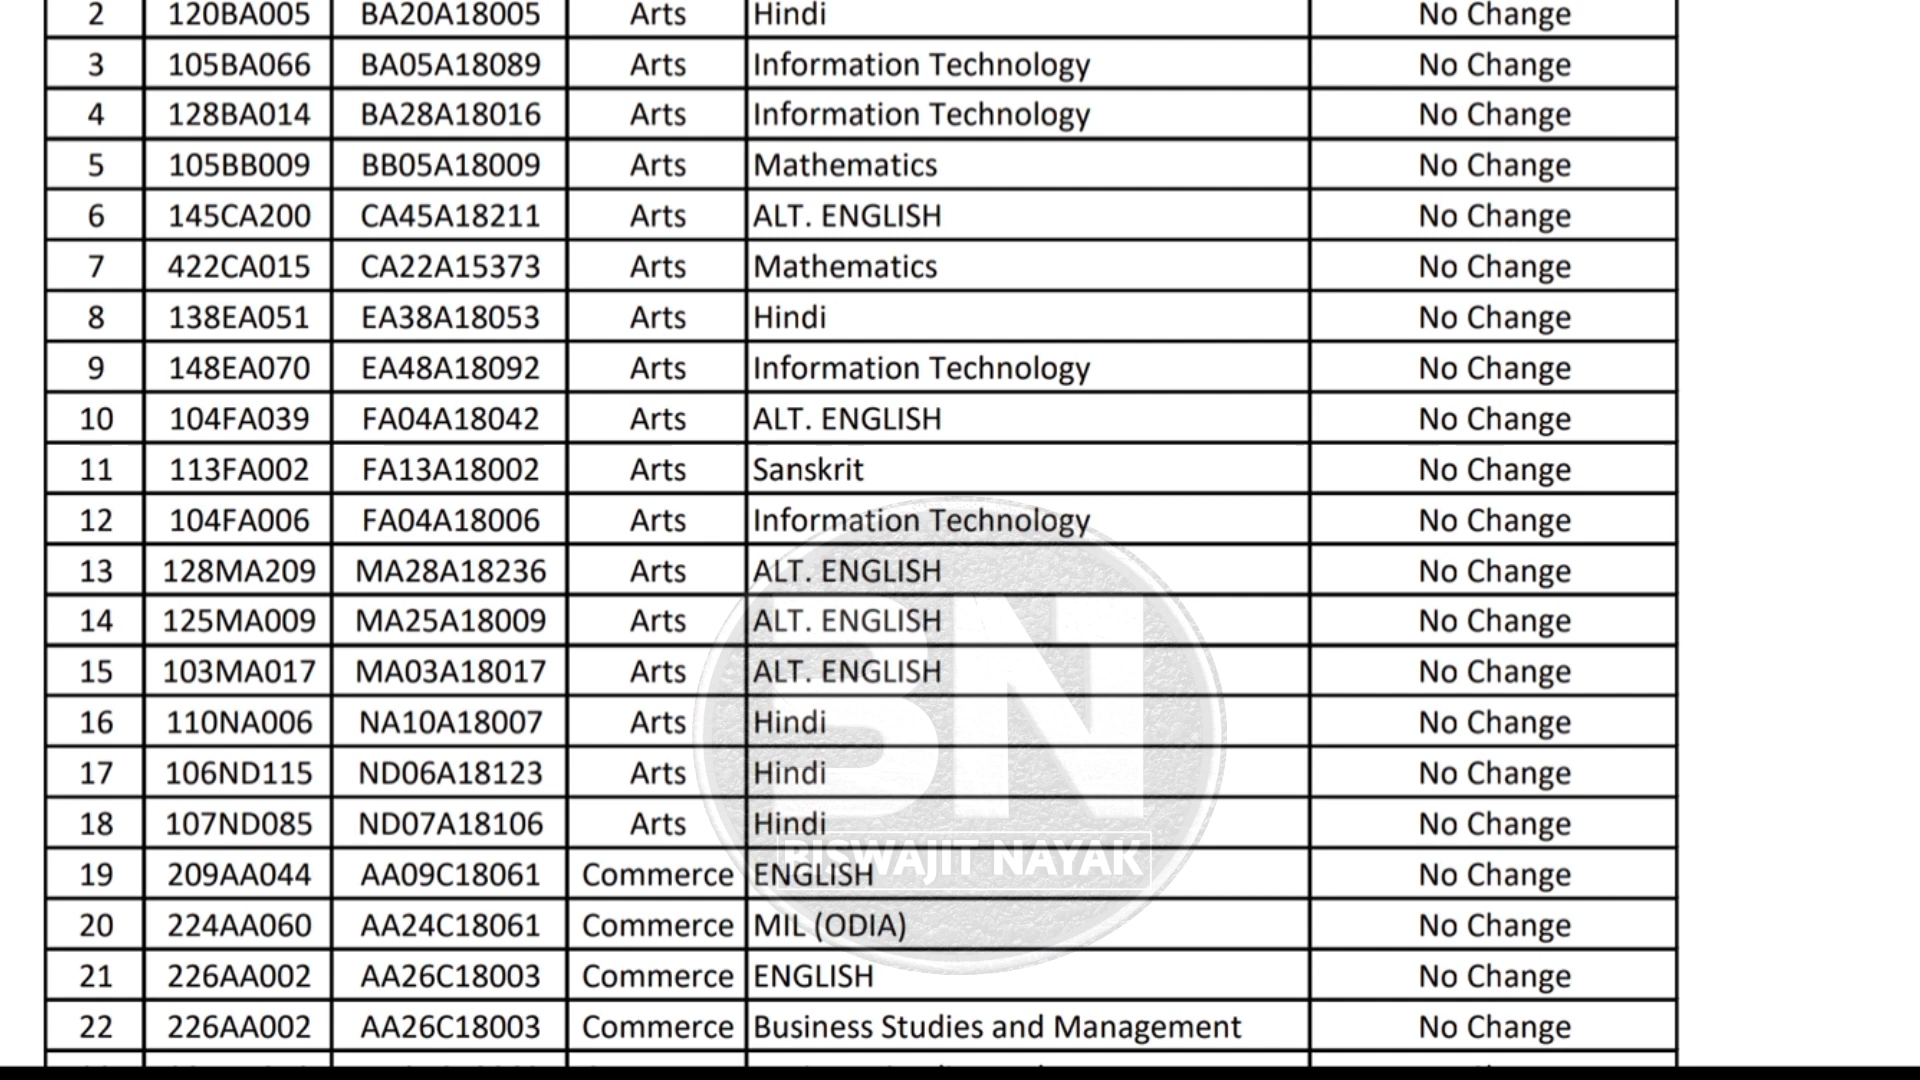 2 120BA005 BA20A18005 Arts Hindi No Change
3 105BA066 BA05A18089 Arts Information Technology No Change
4 128BA014 BA28A18016 Arts Information Technology No Change
5 105BB009 BB05A18009 Arts Mathematics No Change
6 145CA200 CA45A18211 Arts ALT. ENGLISH No Change
7 422CA015 CA22A15373 Arts Mathematics No Change
8 138EA051 EA38A18053 Arts Hindi No Change
9 148EA070 EA48A18092 Arts Information Technology No Change
10 104FA039 FA04A18042 Arts ALT. ENGLISH No Change
11 113FA002 FA13A18002 Arts Sanskrit No Change
12 104FA006 FA04A18006 Arts Information Technology No Change
13 128MA209 MA28A18236 Arts ALT. ENGLISH No Change
14 125MA009 MA25A18009 Arts ALT. ENGLISH No Change
15 103MA017 MA03A18017 Arts ALT. ENGLISH No Change
16 110NA006 NA10A18007 Arts Hindi No Change
17 106ND115 ND06A18123 Arts Hindi No Change
18 107ND085 ND07A18106 Arts Hindi No Change
19 209AA044 AA09C18061 Commerce ENGLISH No Change
20 224AA060 AA24C18061 Commerce MIL (ODIA) No Change
21 226AA002 AA26C18003 Commerce ENGLISH No Change
22 226AA002 AA26C18003 Commerce Business Studies and Management No Change
BN
BISWAJIT NAYAK